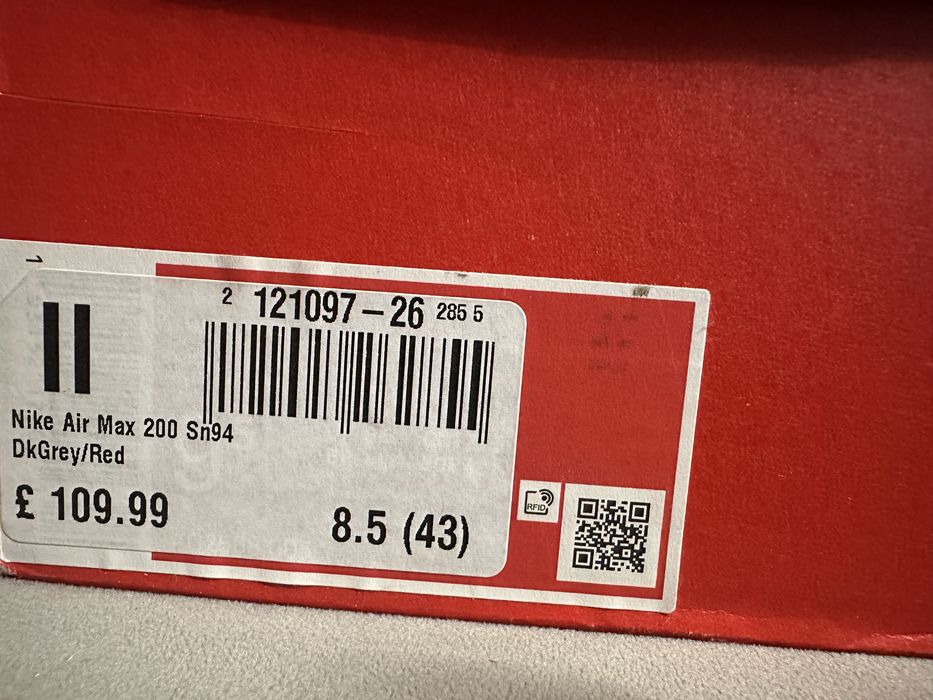 1
2 121097-26 285 5
II
Nike Air Max 200 Sn94
DkGrey/Red
£ 109.99
8.5 (43)
RFID